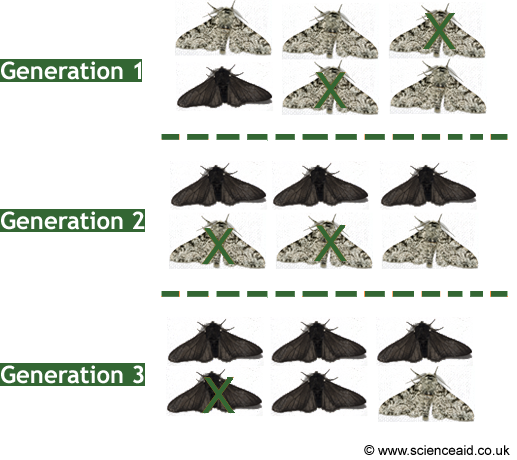 Generation 1
Generation 2
Generation 3
© www.scienceaid.co.uk